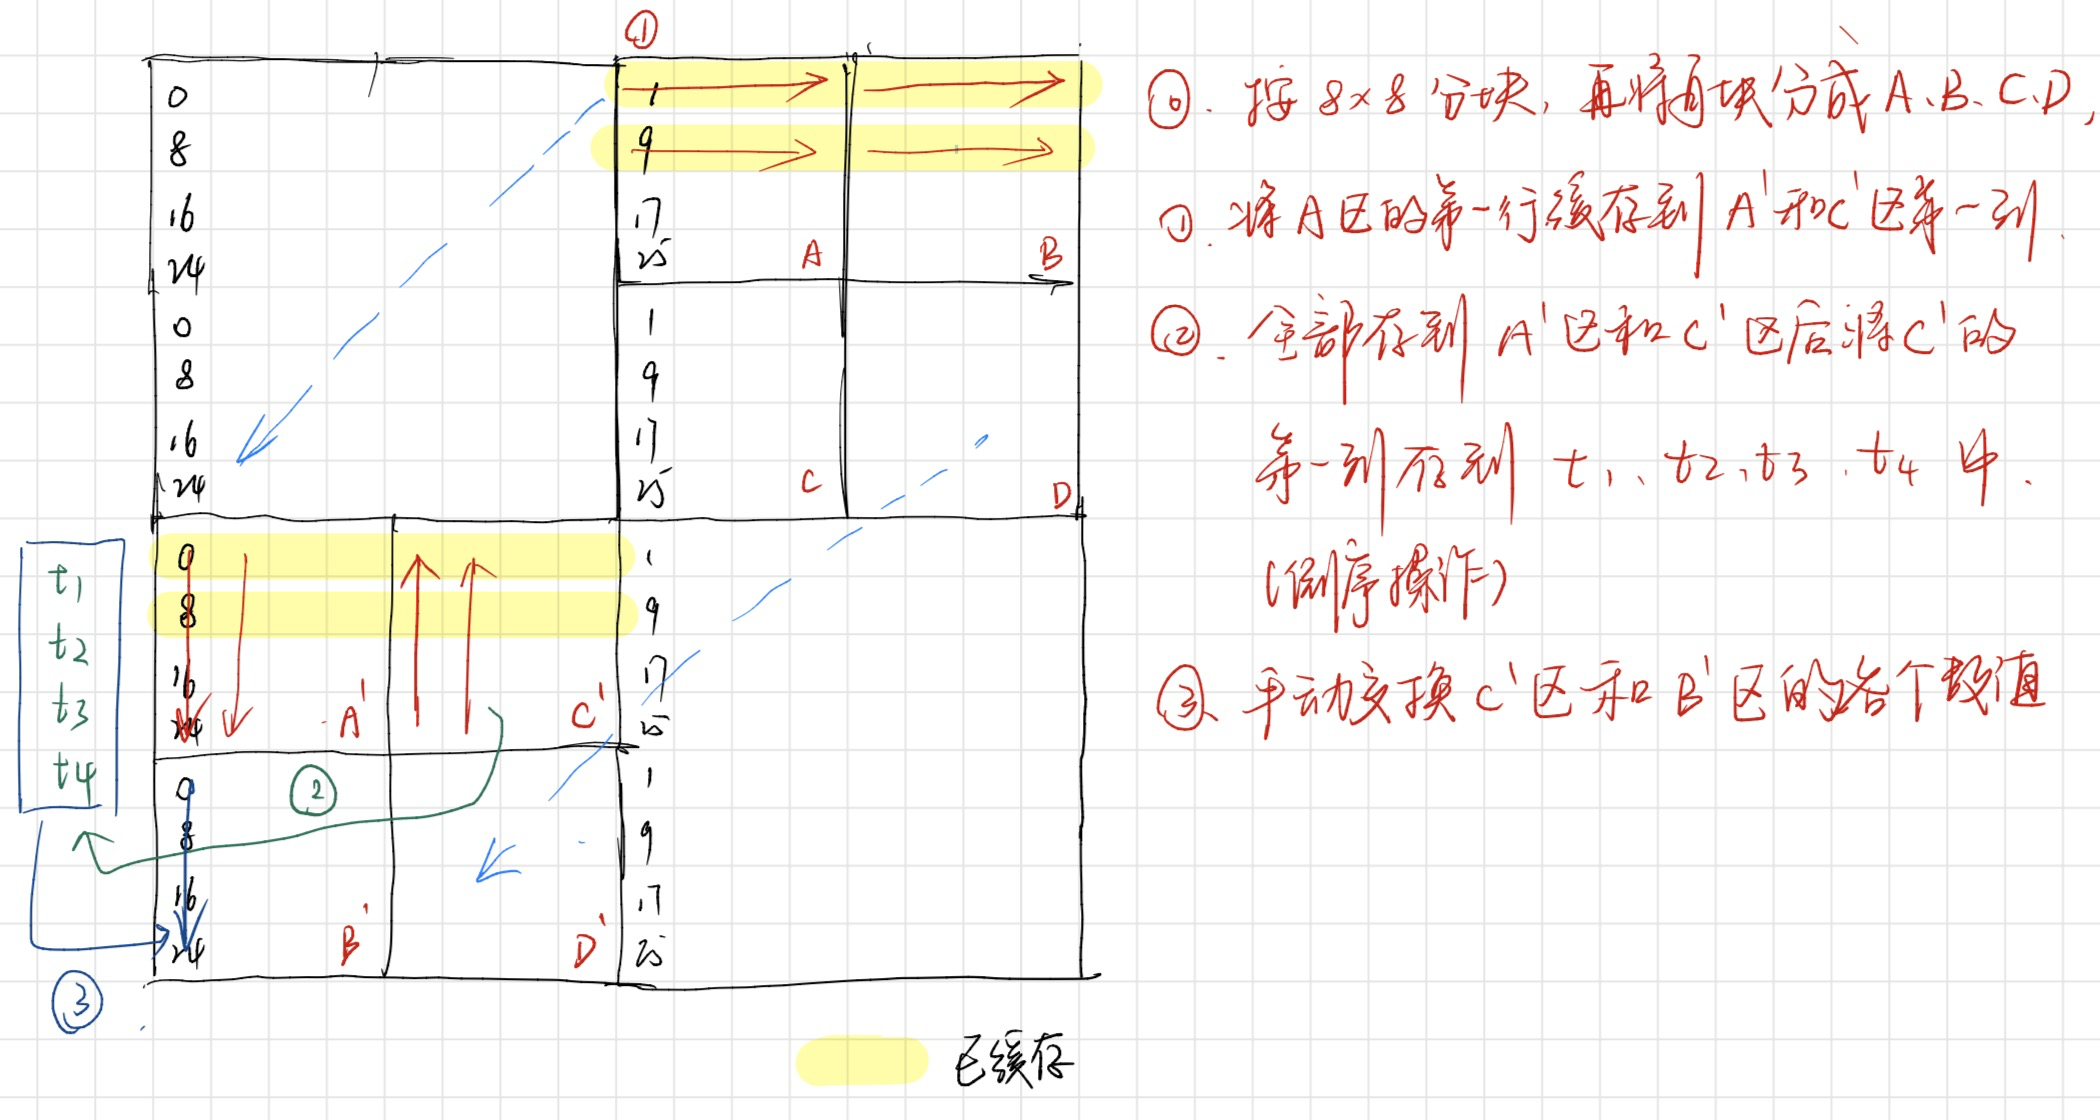 ①
0
8
16
24
0
8
16
24
1
9
17
25
A
B
1
9
17
25
C
D
t1
t2
t3
t4
0
8
16
24
A'
C'
0
8
16
24
B'
D'
②
③
1
9
17
25
1
9
17
25
已缓存
⓪. 按 8×8 分块, 再将每块分成 A、B、C、D,
①. 将 A 区的第一行缓存到 A' 和 C' 区第一列.
②. 全部存到 A' 区和 C' 区后将 C' 的
第一列存到 t1、t2、t3、t4 中.
(倒序操作)
③、手动交换 C' 区和 B' 区的各个数值